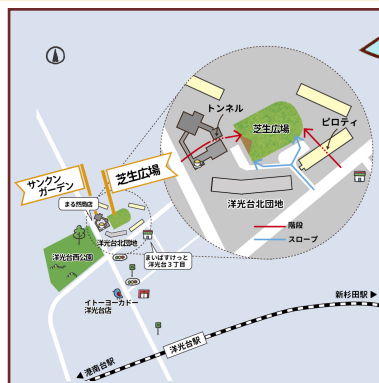 トンネル
芝生広場
ピロティ
洋光台北団地
階段
スロープ
サンクン
ガーデン
芝生広場
まる然商店
洋光台北団地
洋光台西公園
まいばすけっと
洋光台3丁目
イトーヨーカドー
洋光台店
新杉田駅▶
洋光台駅
◀港南台駅